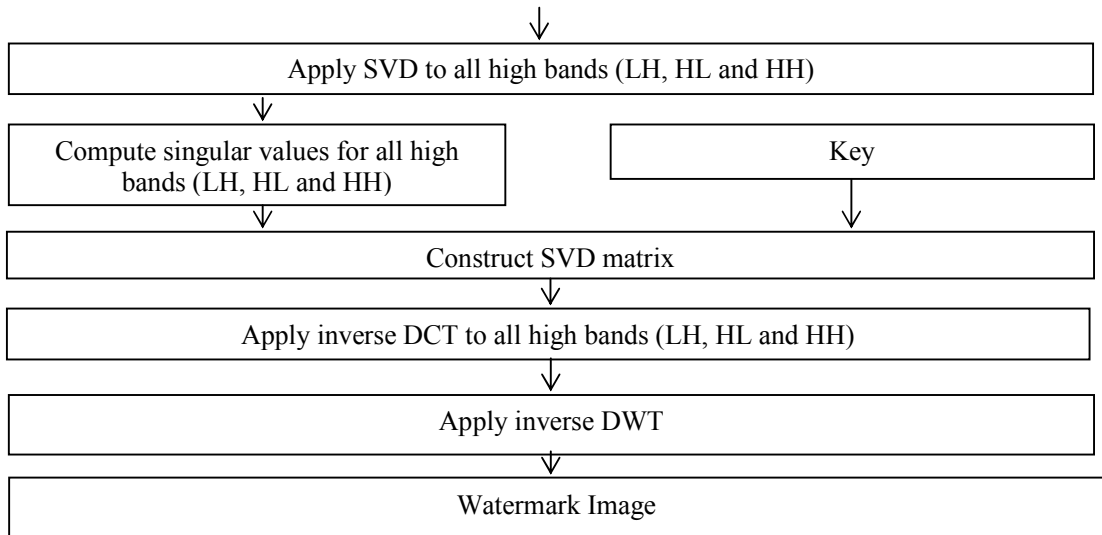 Apply SVD to all high bands (LH, HL and HH)
Compute singular values for all high
bands (LH, HL and HH)
Key
Construct SVD matrix
Apply inverse DCT to all high bands (LH, HL and HH)
Apply inverse DWT
Watermark Image